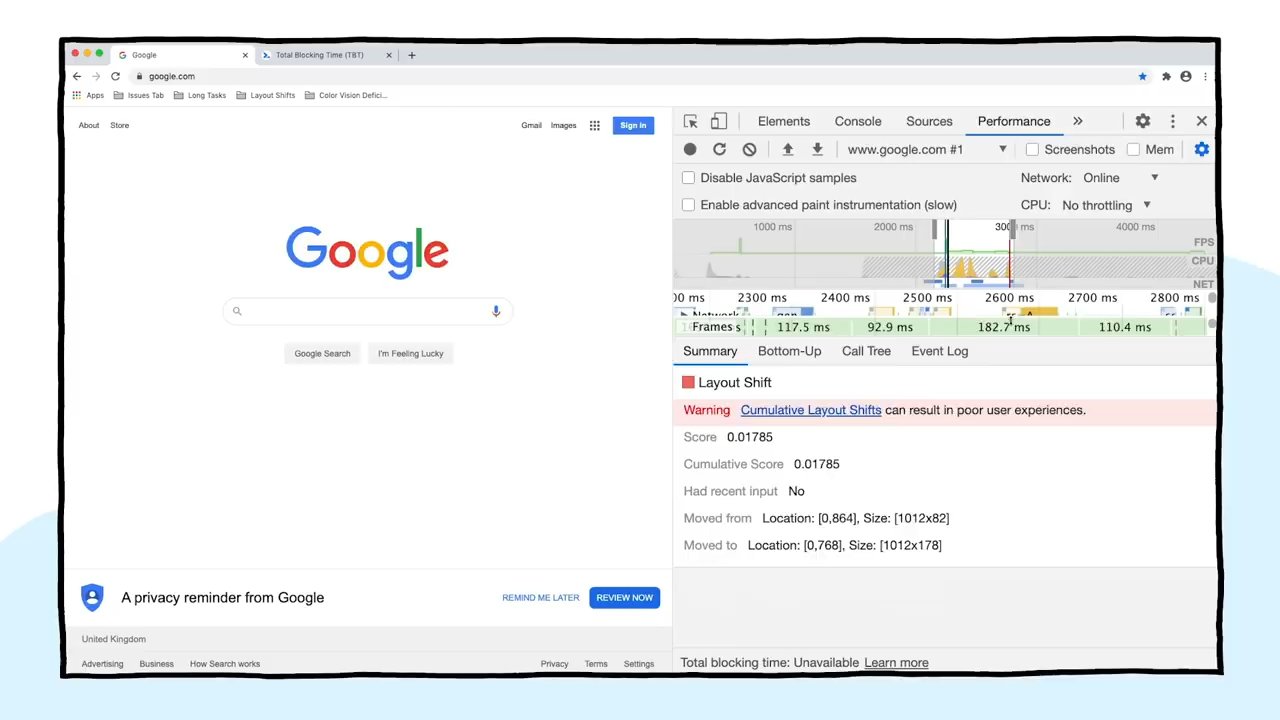 Google
Total Blocking Time (TBT)
google.com
Apps
Issues Tab
Long Tasks
Layout Shifts
Color Vision Defici...
About
Store
Gmail
Images
Sign in
Google
Google Search
I'm Feeling Lucky
A privacy reminder from Google
REMIND ME LATER
REVIEW NOW
United Kingdom
Advertising
Business
How Search works
Privacy
Terms
Settings
Elements
Console
Sources
Performance
www.google.com #1
Screenshots
Mem
Disable JavaScript samples
Network: Online
Enable advanced paint instrumentation (slow)
CPU: No throttling
1000 ms
2000 ms
3000 ms
4000 ms
FPS
CPU
NET
00 ms
2300 ms
2400 ms
2500 ms
2600 ms
2700 ms
2800 ms
Network
Frames
117.5 ms
92.9 ms
182.7 ms
110.4 ms
Summary
Bottom-Up
Call Tree
Event Log
Layout Shift
Warning Cumulative Layout Shifts can result in poor user experiences.
Score 0.01785
Cumulative Score 0.01785
Had recent input No
Moved from Location: [0,864], Size: [1012x82]
Moved to Location: [0,768], Size: [1012x178]
Total blocking time: Unavailable Learn more